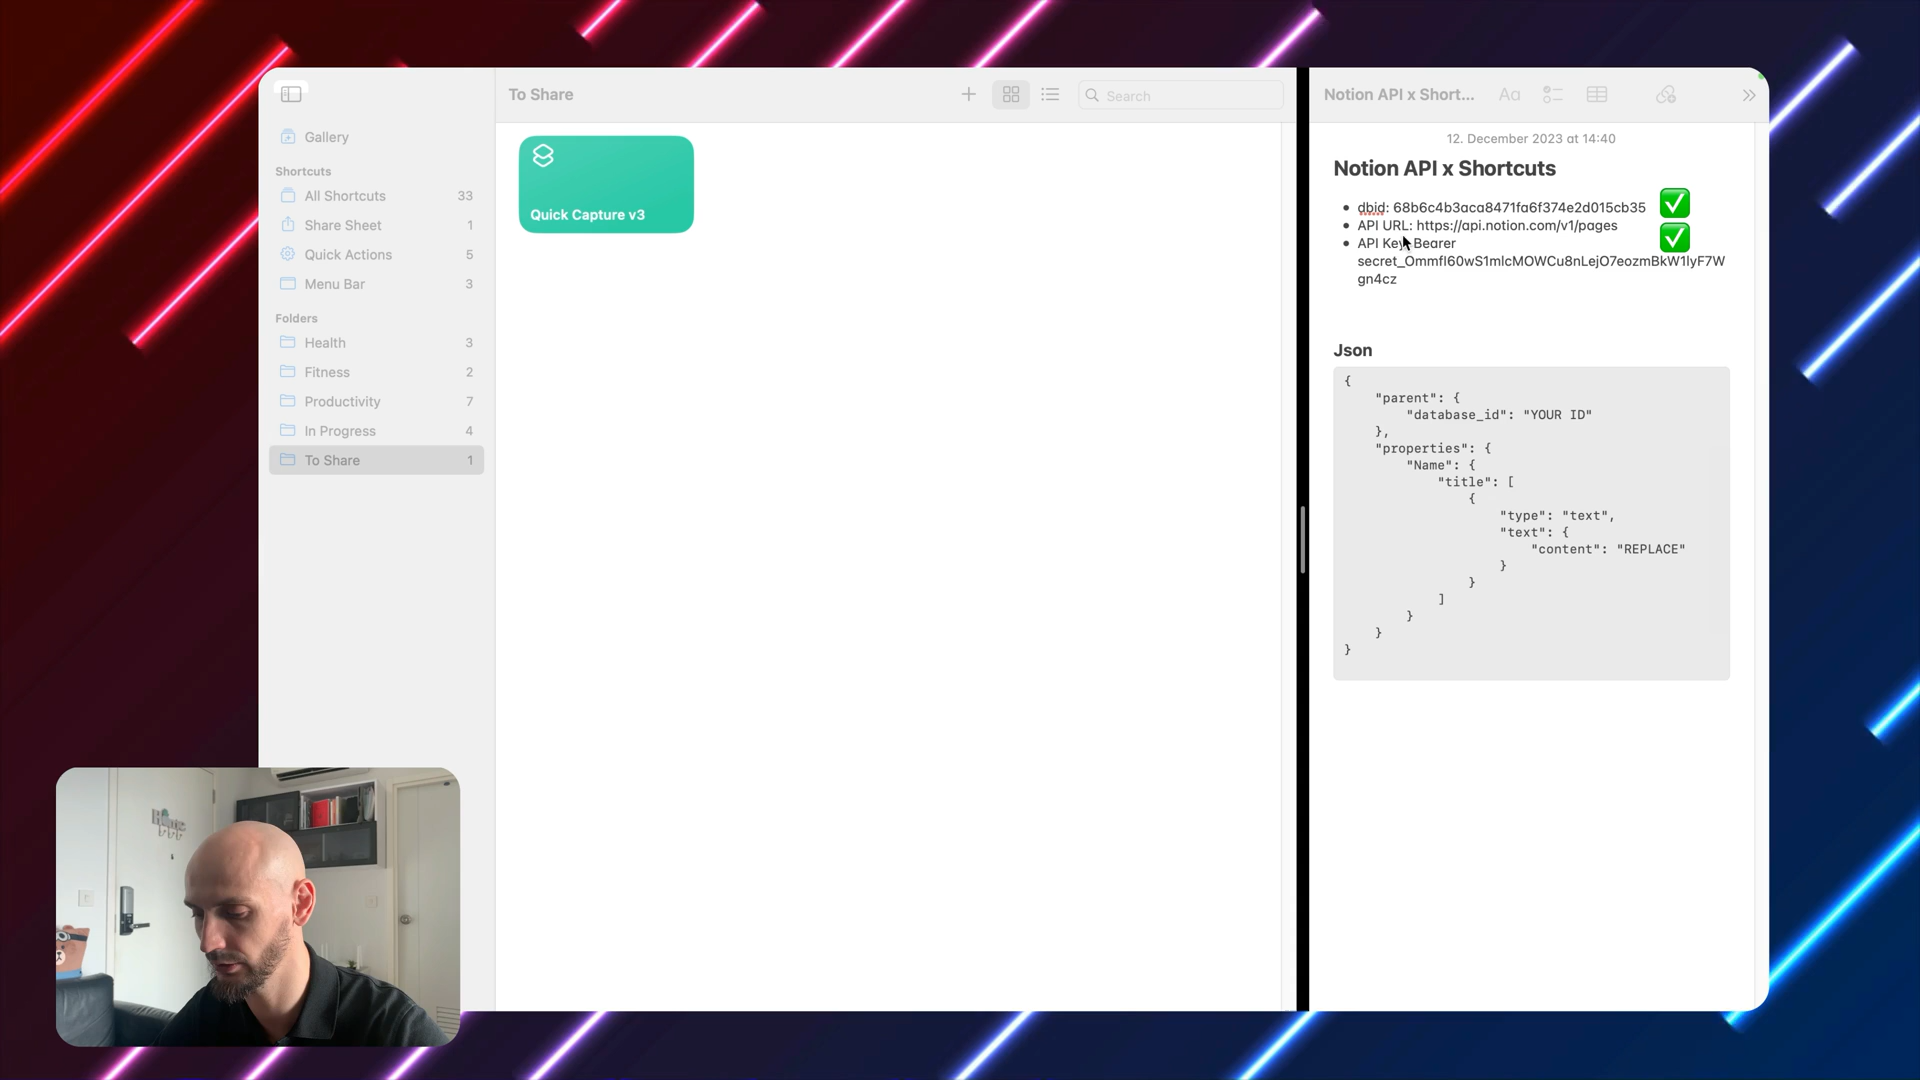 To Share
Search
Gallery
Shortcuts
All Shortcuts 33
Share Sheet 1
Quick Actions 5
Menu Bar 3
Folders
Health 3
Fitness 2
Productivity 7
In Progress 4
To Share 1
Quick Capture v3
Notion API x Short...
Aa
12. December 2023 at 14:40
Notion API x Shortcuts
• dbid: 68b6c4b3aca8471fa6f374e2d015cb35
• API URL: https://api.notion.com/v1/pages
• API Key Bearer
secret_OmmfI60wS1mlcMOWCu8nLejO7eozmBkW1IyF7W
gn4cz
Json
{
"parent": {
"database_id": "YOUR ID"
},
"properties": {
"Name": {
"title": [
{
"type": "text",
"text": {
"content": "REPLACE"
}
}
]
}
}
}
Home